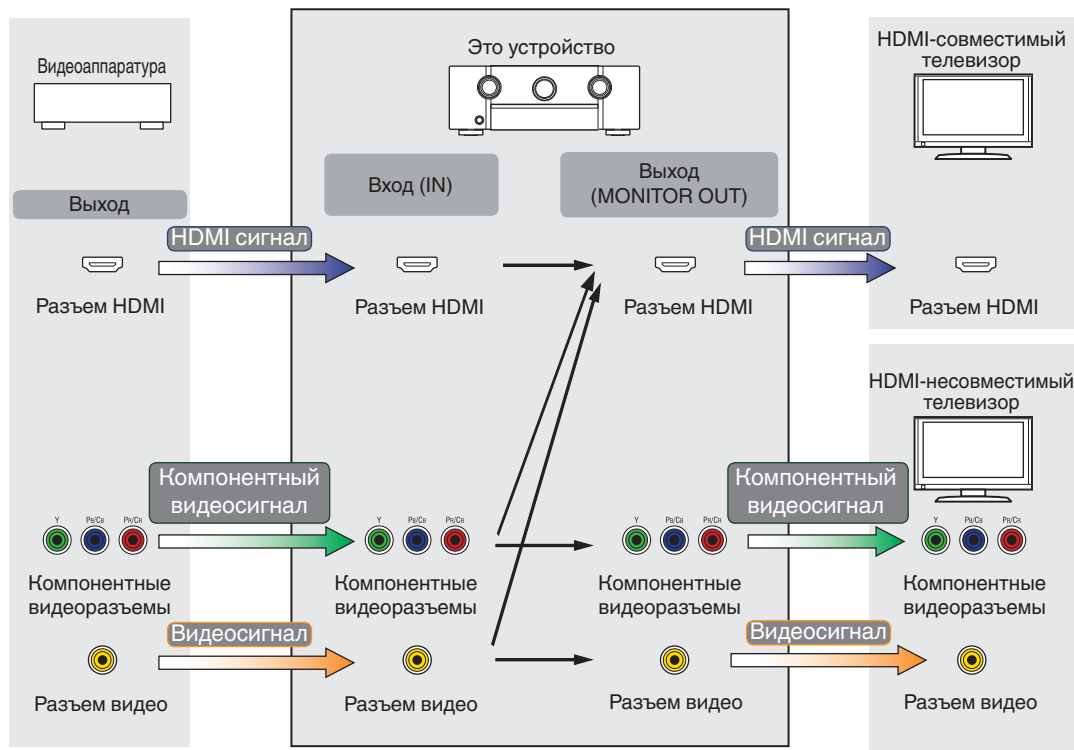 Видеоаппаратура
Это устройство
HDMI-совместимый
телевизор
Выход
Вход (IN)
Выход
(MONITOR OUT)
HDMI сигнал
HDMI сигнал
Разъем HDMI
Разъем HDMI
Разъем HDMI
Разъем HDMI
HDMI-несовместимый
телевизор
Компонентный
видеосигнал
Компонентный
видеосигнал
Y PB/CB PR/CR
Y PB/CB PR/CR
Y PB/CB PR/CR
Y PB/CB PR/CR
Компонентные
видеоразъемы
Компонентные
видеоразъемы
Компонентные
видеоразъемы
Компонентные
видеоразъемы
Видеосигнал
Видеосигнал
Разъем видео
Разъем видео
Разъем видео
Разъем видео